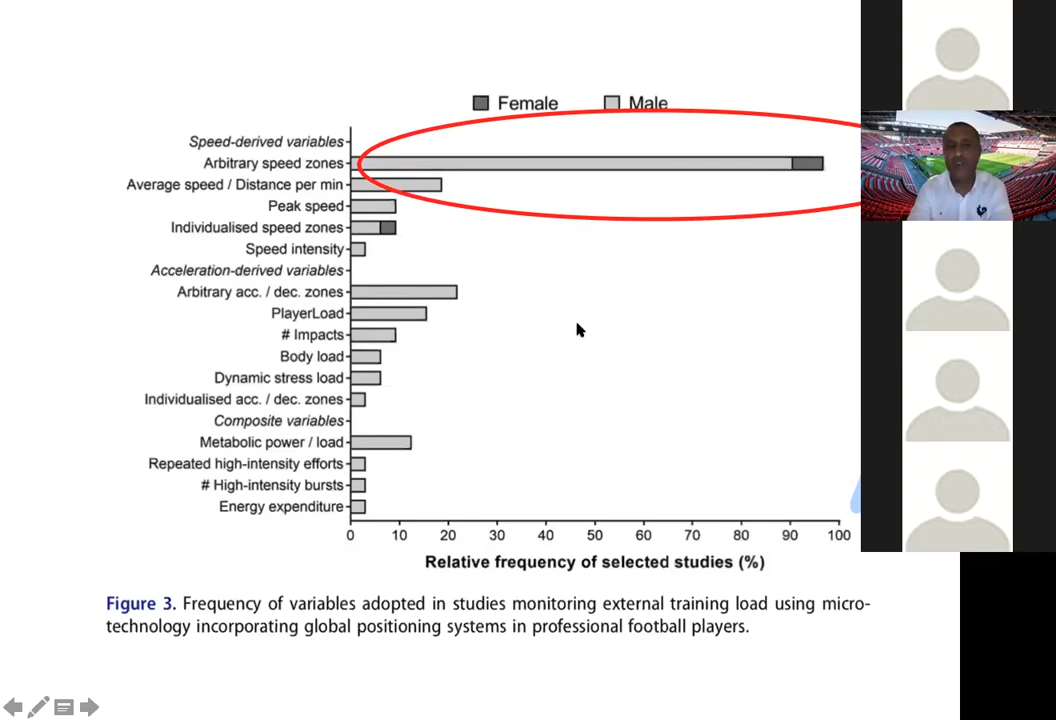 Female Male
Speed-derived variables
Arbitrary speed zones
Average speed / Distance per min
Peak speed
Individualised speed zones
Speed intensity
Acceleration-derived variables
Arbitrary acc. / dec. zones
PlayerLoad
# Impacts
Body load
Dynamic stress load
Individualised acc. / dec. zones
Composite variables
Metabolic power / load
Repeated high-intensity efforts
# High-intensity bursts
Energy expenditure
0 10 20 30 40 50 60 70 80 90 100
Relative frequency of selected studies (%)
Figure 3. Frequency of variables adopted in studies monitoring external training load using micro-
technology incorporating global positioning systems in professional football players.